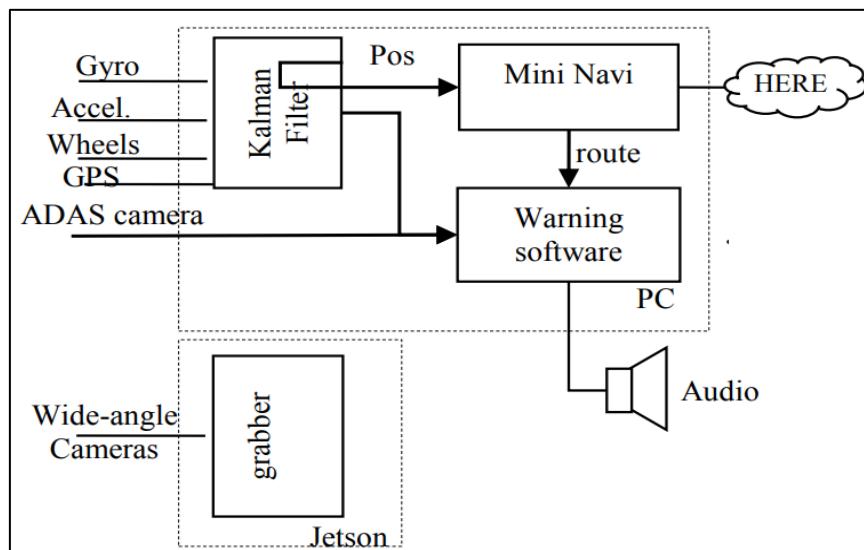 Gyro
Accel.
Wheels
GPS
ADAS camera
Kalman
Filter
Pos
Mini Navi
HERE
route
Warning
software
PC
Audio
Wide-angle
Cameras
grabber
Jetson